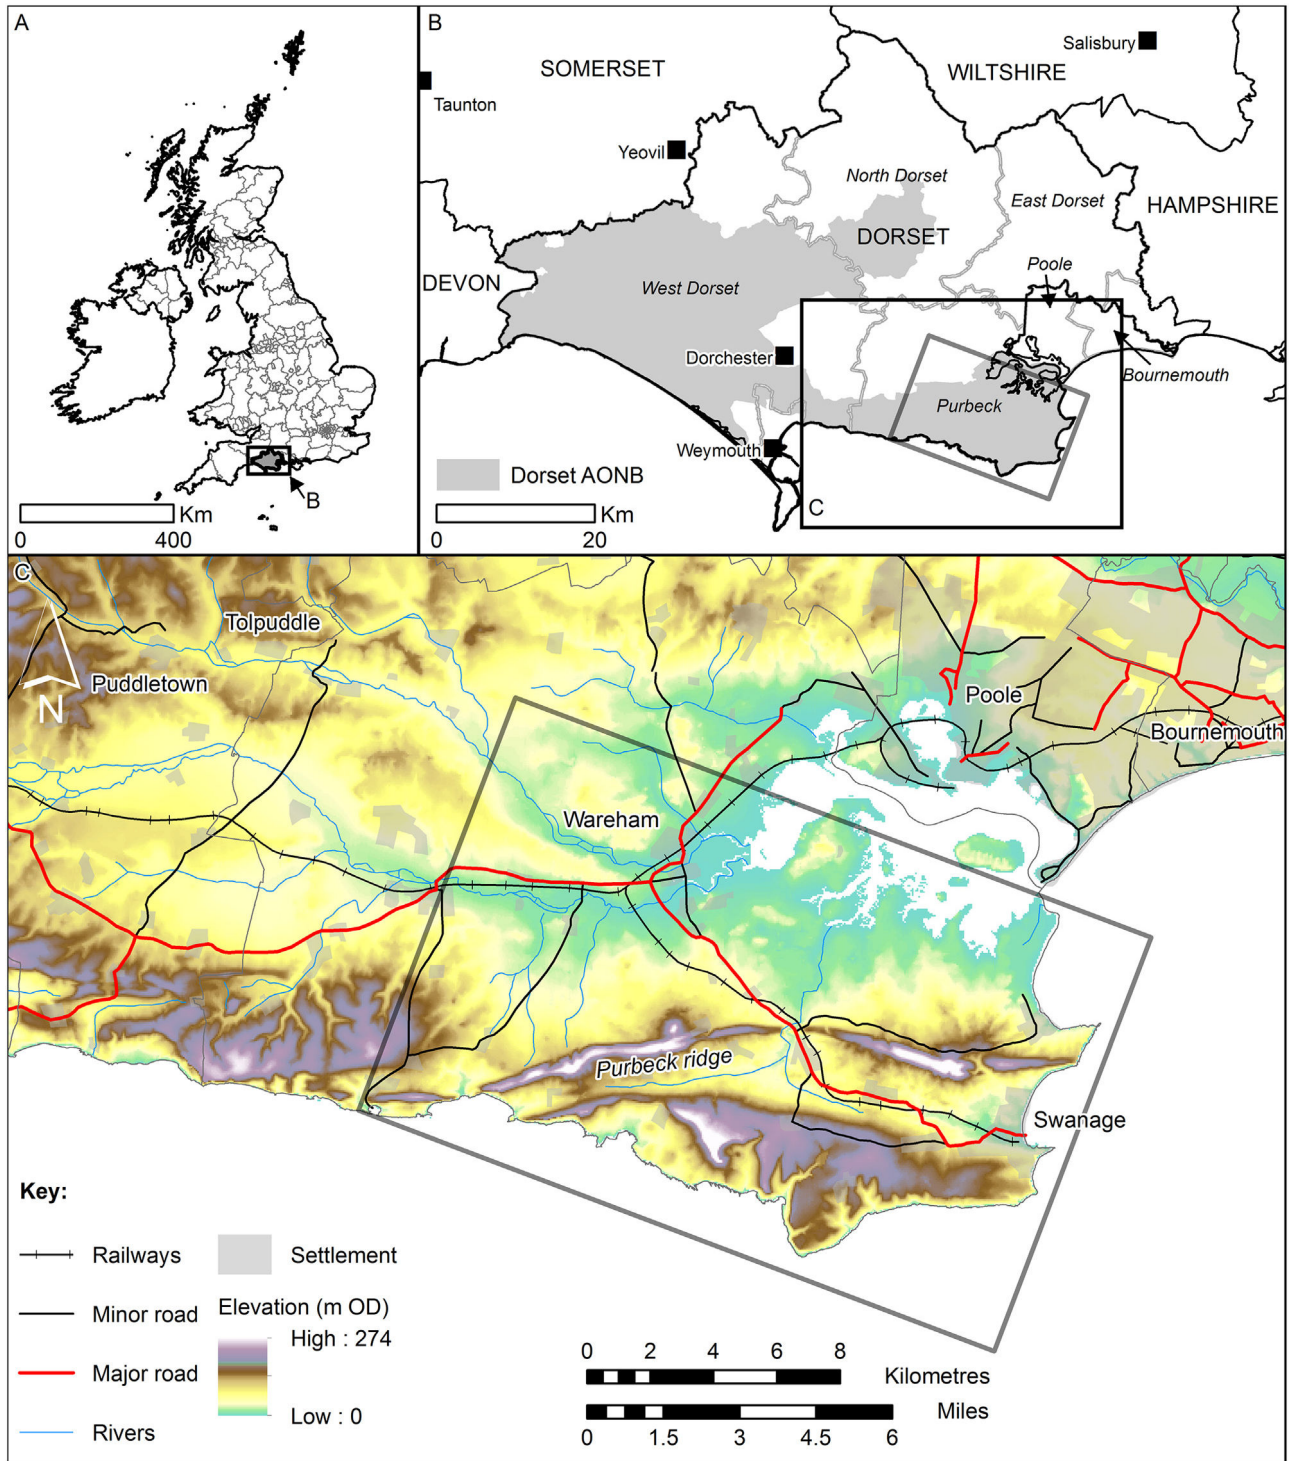 A
B
Km
0
400
B
SOMERSET
WILTSHIRE
Salisbury
Taunton
Yeovil
North Dorset
East Dorset
HAMPSHIRE
DORSET
DEVON
West Dorset
Poole
Dorchester
Bournemouth
Purbeck
Weymouth
Dorset AONB
Km
0
20
C
C
N
Tolpuddle
Puddletown
Poole
Bournemouth
Wareham
Purbeck ridge
Swanage
Key:
Railways
Minor road
Major road
Rivers
Settlement
Elevation (m OD)
High : 274
Low : 0
0 2 4 6 8
Kilometres
Miles
0 1.5 3 4.5 6